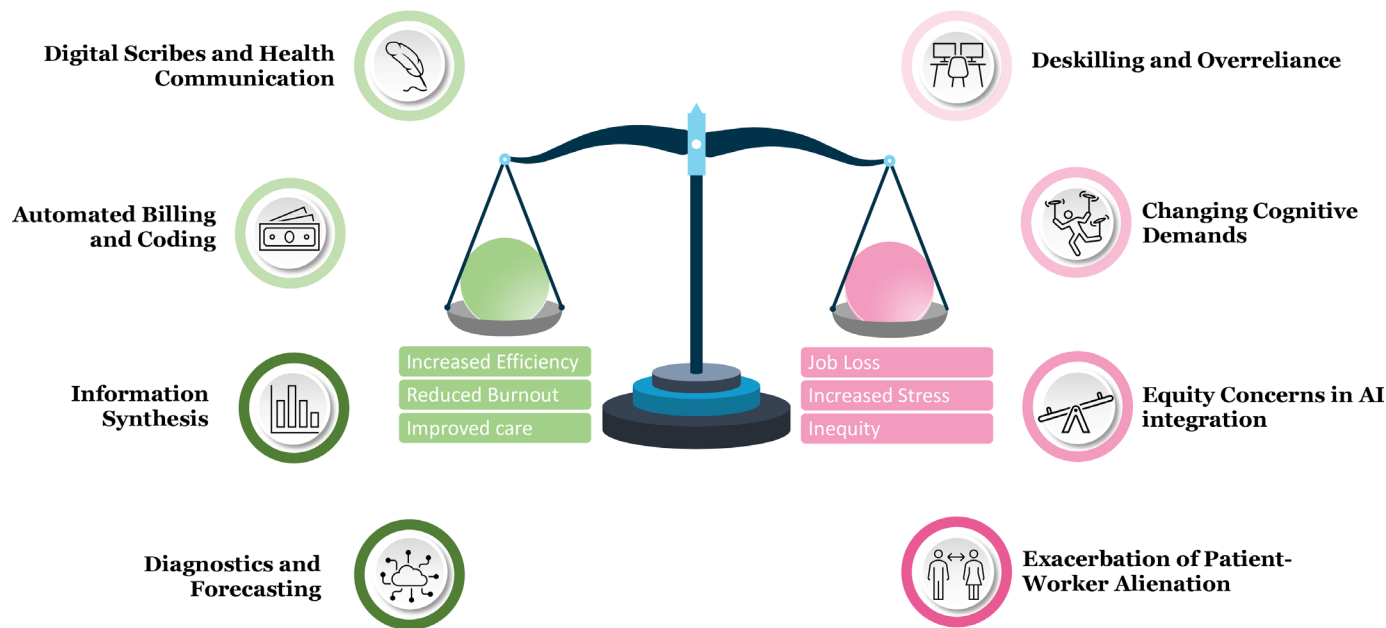 Digital Scribes and Health
Communication
Automated Billing
and Coding
Information
Synthesis
Diagnostics and
Forecasting
Increased Efficiency
Reduced Burnout
Improved care
Job Loss
Increased Stress
Inequity
Deskilling and Overreliance
Changing Cognitive
Demands
Equity Concerns in AI
integration
Exacerbation of Patient-
Worker Alienation